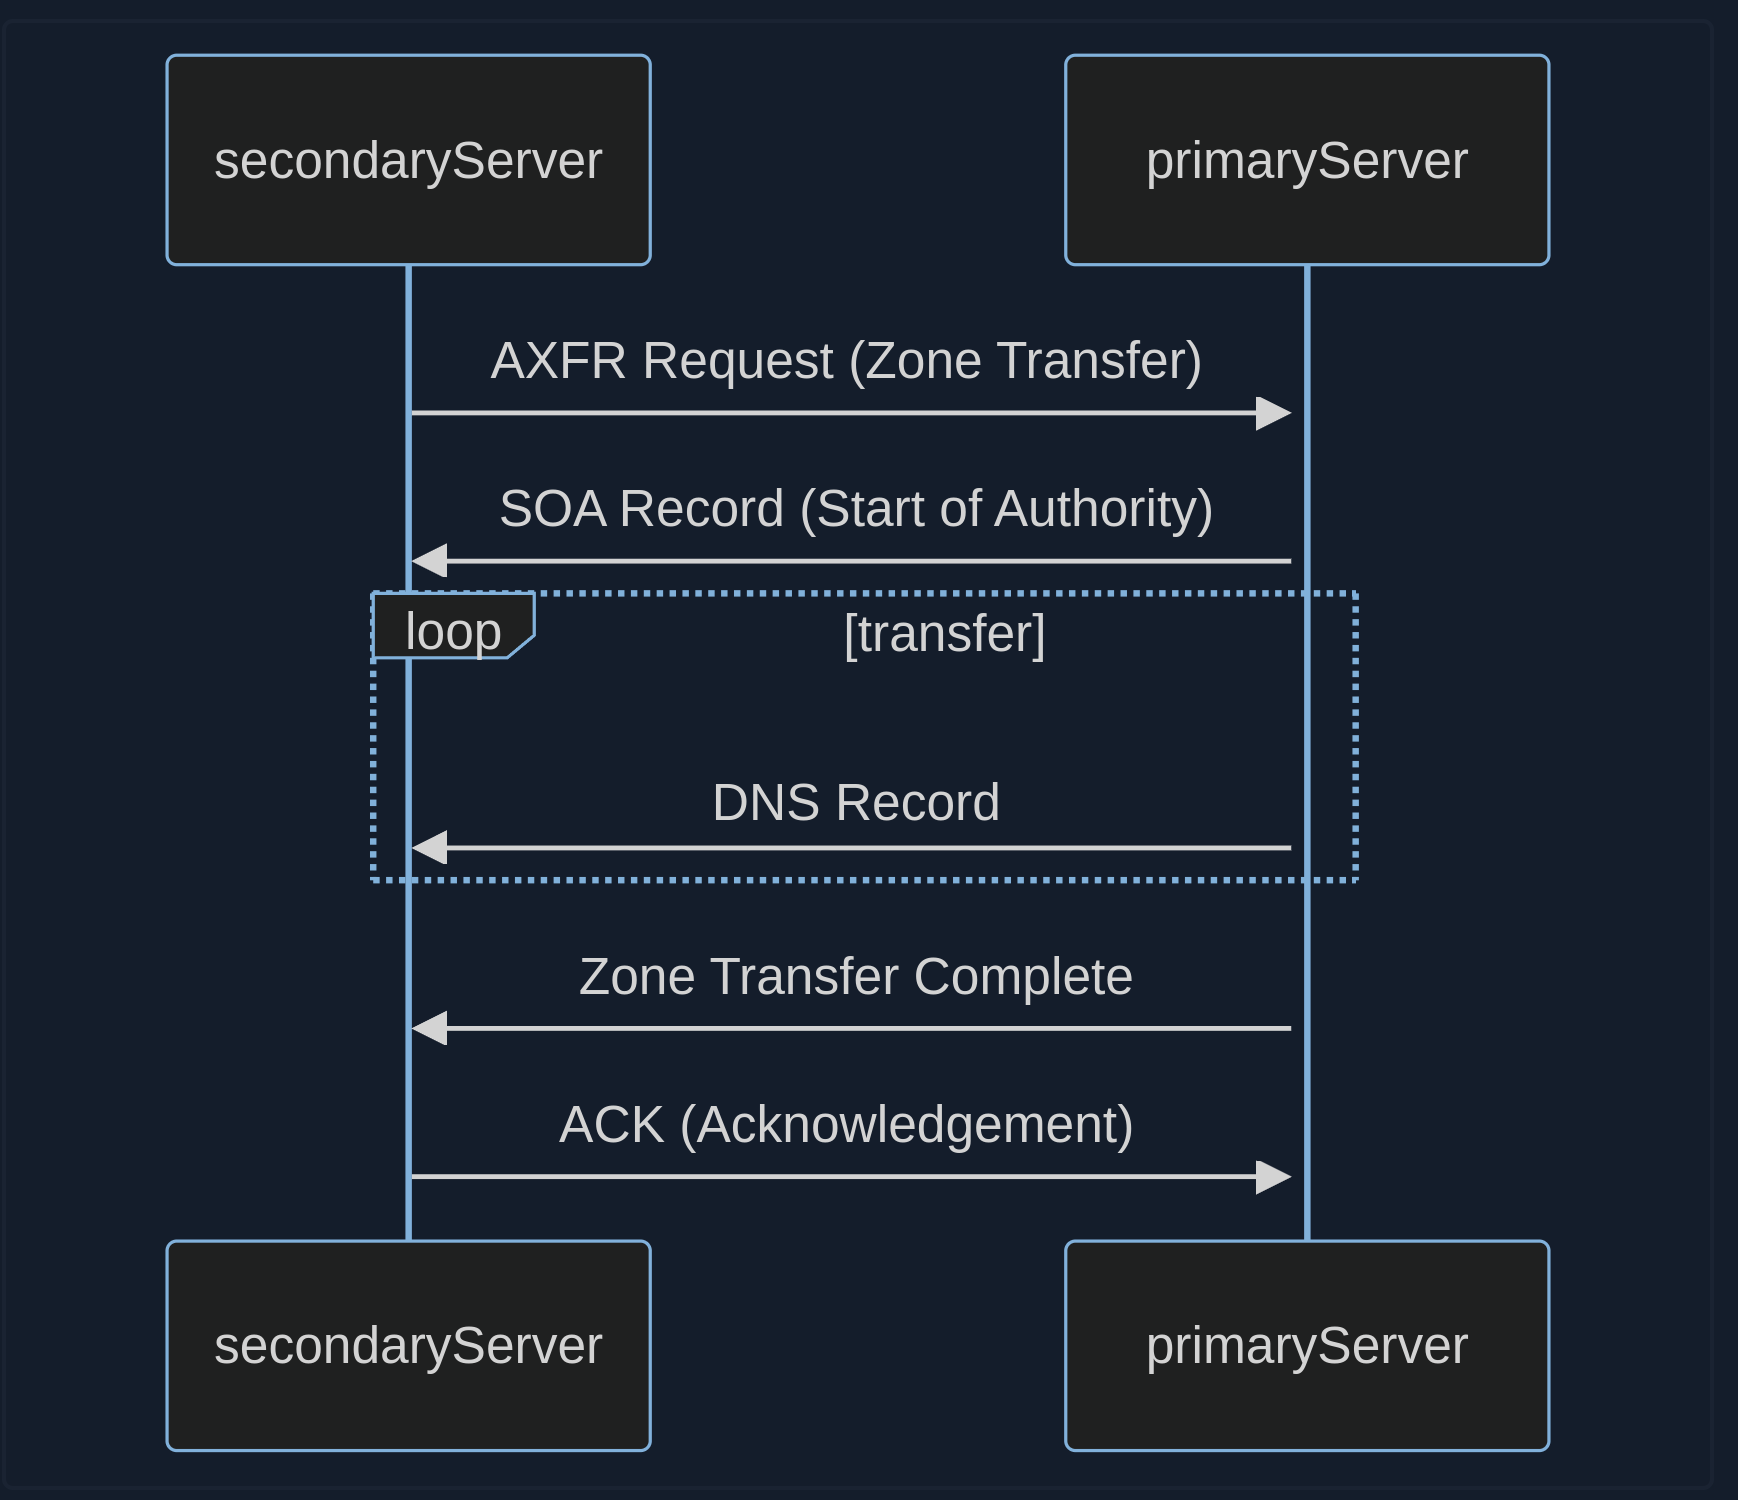 secondaryServer
primaryServer
AXFR Request (Zone Transfer)
SOA Record (Start of Authority)
loop
[transfer]
DNS Record
Zone Transfer Complete
ACK (Acknowledgement)
secondaryServer
primaryServer